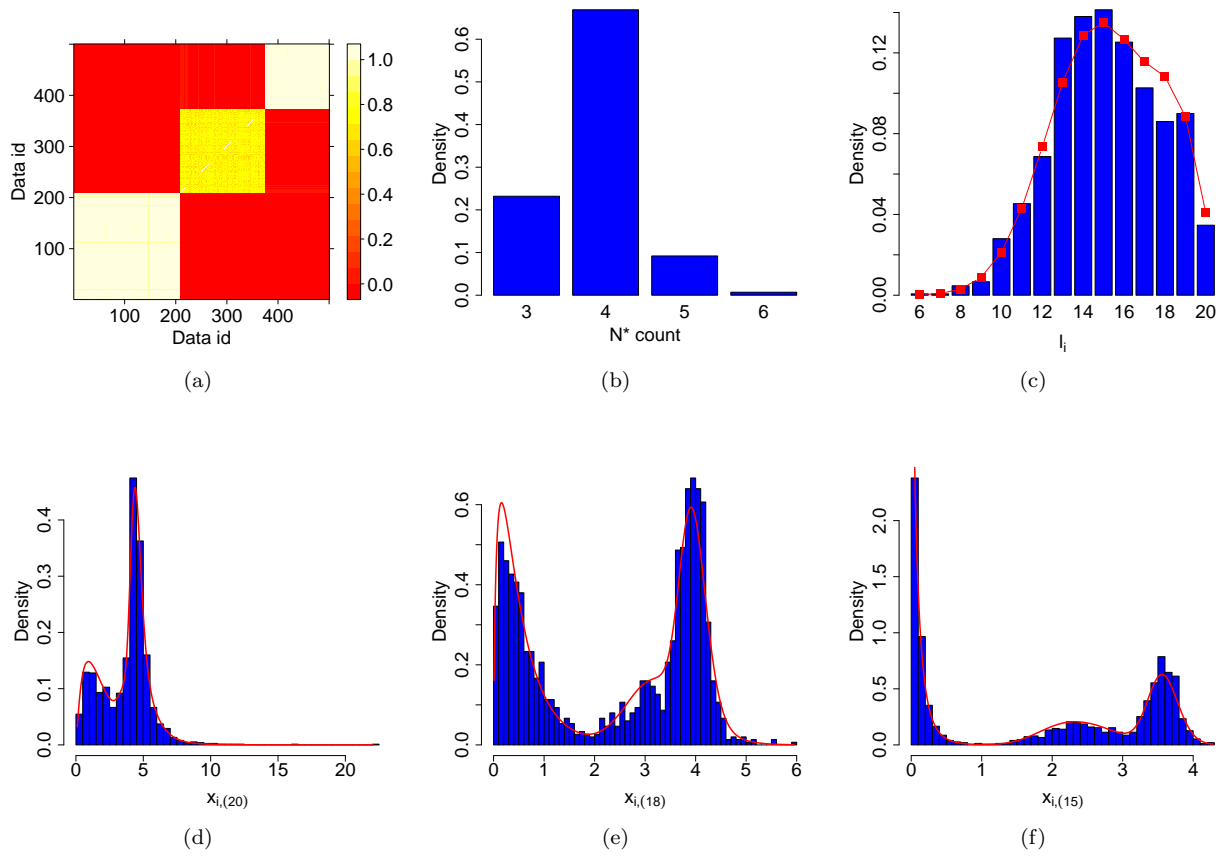 Data id
400
300
200
100
100 200 300 400
Data id
1.0
0.8
0.6
0.4
0.2
0.0
(a)
Density
0.6
0.5
0.4
0.3
0.2
0.1
0.0
3 4 5 6
N* count
(b)
Density
0.12
0.08
0.04
0.00
6 8 10 12 14 16 18 20
l_i
(c)
Density
0.4
0.3
0.2
0.1
0.0
0 5 10 15 20
x_{i,(20)}
(d)
Density
0.6
0.4
0.2
0.0
0 1 2 3 4 5 6
x_{i,(18)}
(e)
Density
2.0
1.5
1.0
0.5
0.0
0 1 2 3 4
x_{i,(15)}
(f)